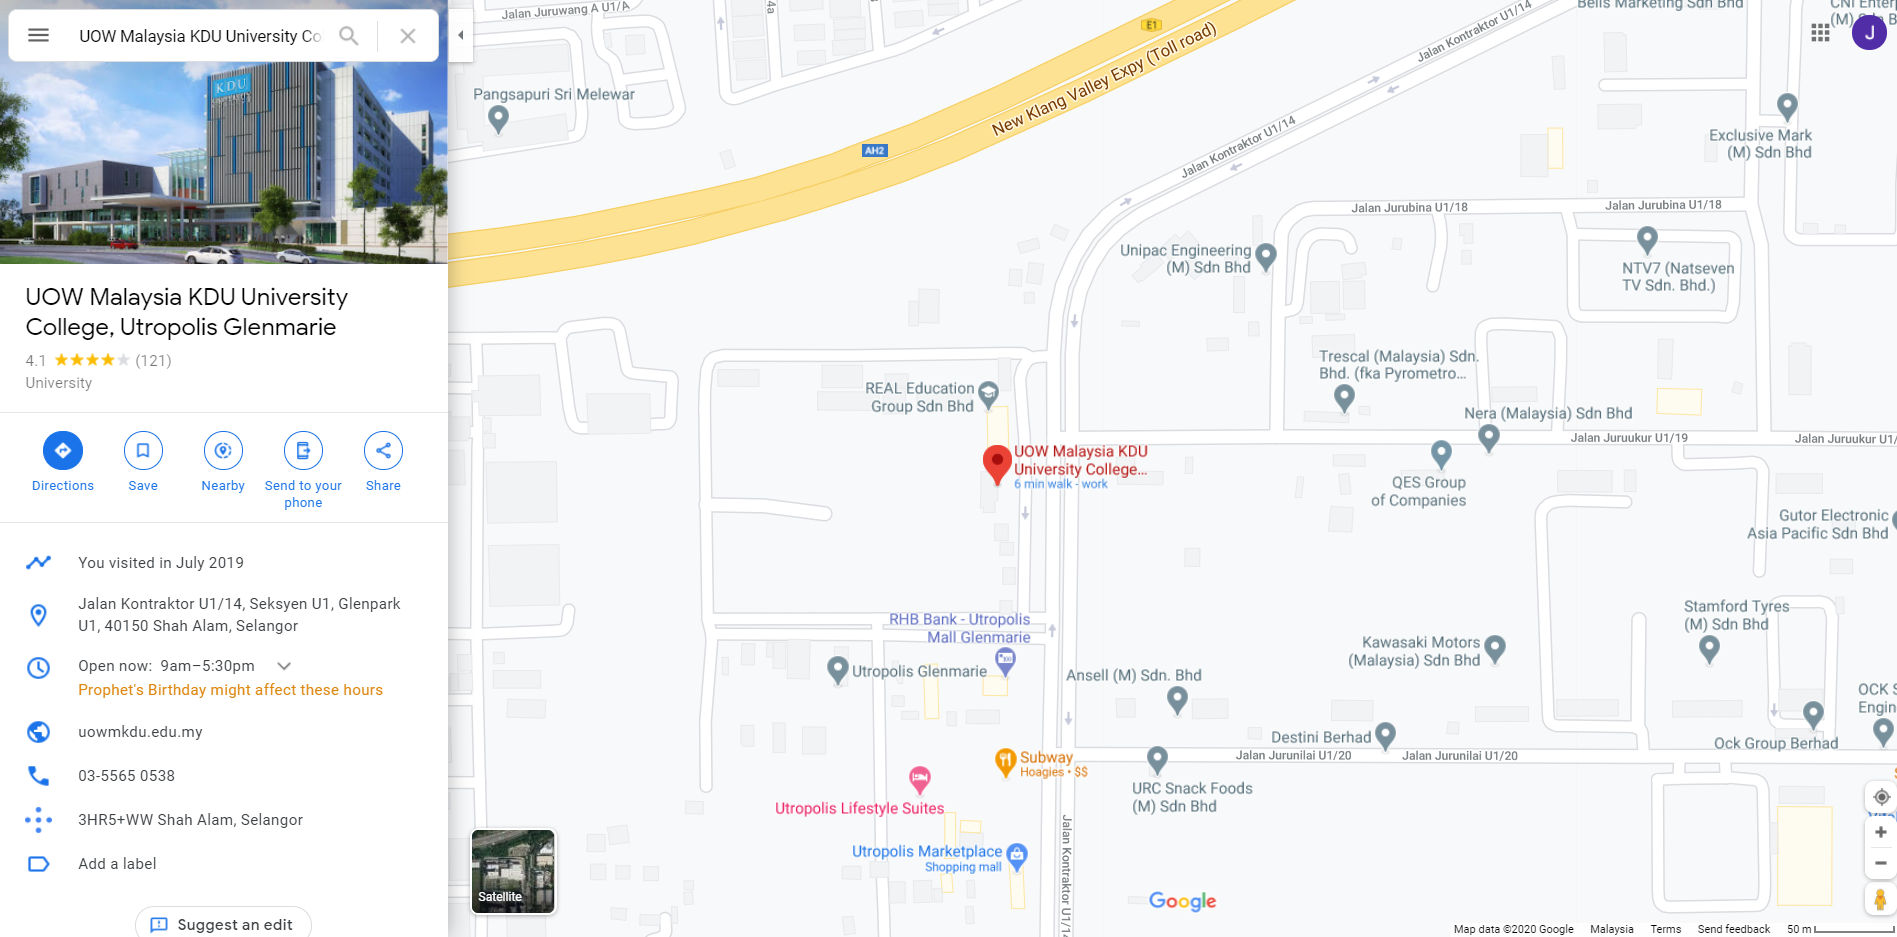 UOW Malaysia KDU University Co
KDU
UNIVERSITY
UOW Malaysia KDU University
College, Utropolis Glenmarie
4.1 (121)
University
Directions
Save
Nearby
Send to your
phone
Share
You visited in July 2019
Jalan Kontraktor U1/14, Seksyen U1, Glenpark
U1, 40150 Shah Alam, Selangor
Open now: 9am–5:30pm
Prophet's Birthday might affect these hours
uowmkdu.edu.my
03-5565 0538
3HR5+WW Shah Alam, Selangor
Add a label
Suggest an edit
Jalan Juruwang A U1/A
4a
Pangsapuri Sri Melewar
E1
AH2
New Klang Valley Expy (Toll road)
Jalan Kontraktor U1/14
Jalan Kontraktor U1/14
Bells Marketing Sdn Bhd
CNI Enter
(M)
J
Exclusive Mark
(M) Sdn Bhd
Jalan Jurubina U1/18
Jalan Jurubina U1/18
Unipac Engineering
(M) Sdn Bhd
NTV7 (Natseven
TV Sdn. Bhd.)
Trescal (Malaysia) Sdn.
Bhd. (fka Pyrometro...
REAL Education
Group Sdn Bhd
Nera (Malaysia) Sdn Bhd
Jalan Juruukur U1/19
Jalan Juruukur U1/
UOW Malaysia KDU
University College...
6 min walk - work
QES Group
of Companies
Gutor Electronic
Asia Pacific Sdn Bhd
RHB Bank - Utropolis
Mall Glenmarie
Utropolis Glenmarie
Stamford Tyres
(M) Sdn Bhd
Kawasaki Motors
(Malaysia) Sdn Bhd
Ansell (M) Sdn. Bhd
OCK S
Engin
Destini Berhad
Ock Group Berhad
Jalan Jurunilai U1/20
Jalan Jurunilai U1/20
Subway
Hoagies • $$
URC Snack Foods
(M) Sdn Bhd
Utropolis Lifestyle Suites
Utropolis Marketplace
Shopping mall
Jalan Kontraktor U1/1
Satellite
Google
Map data ©2020 Google
Malaysia
Terms
Send feedback
50 m